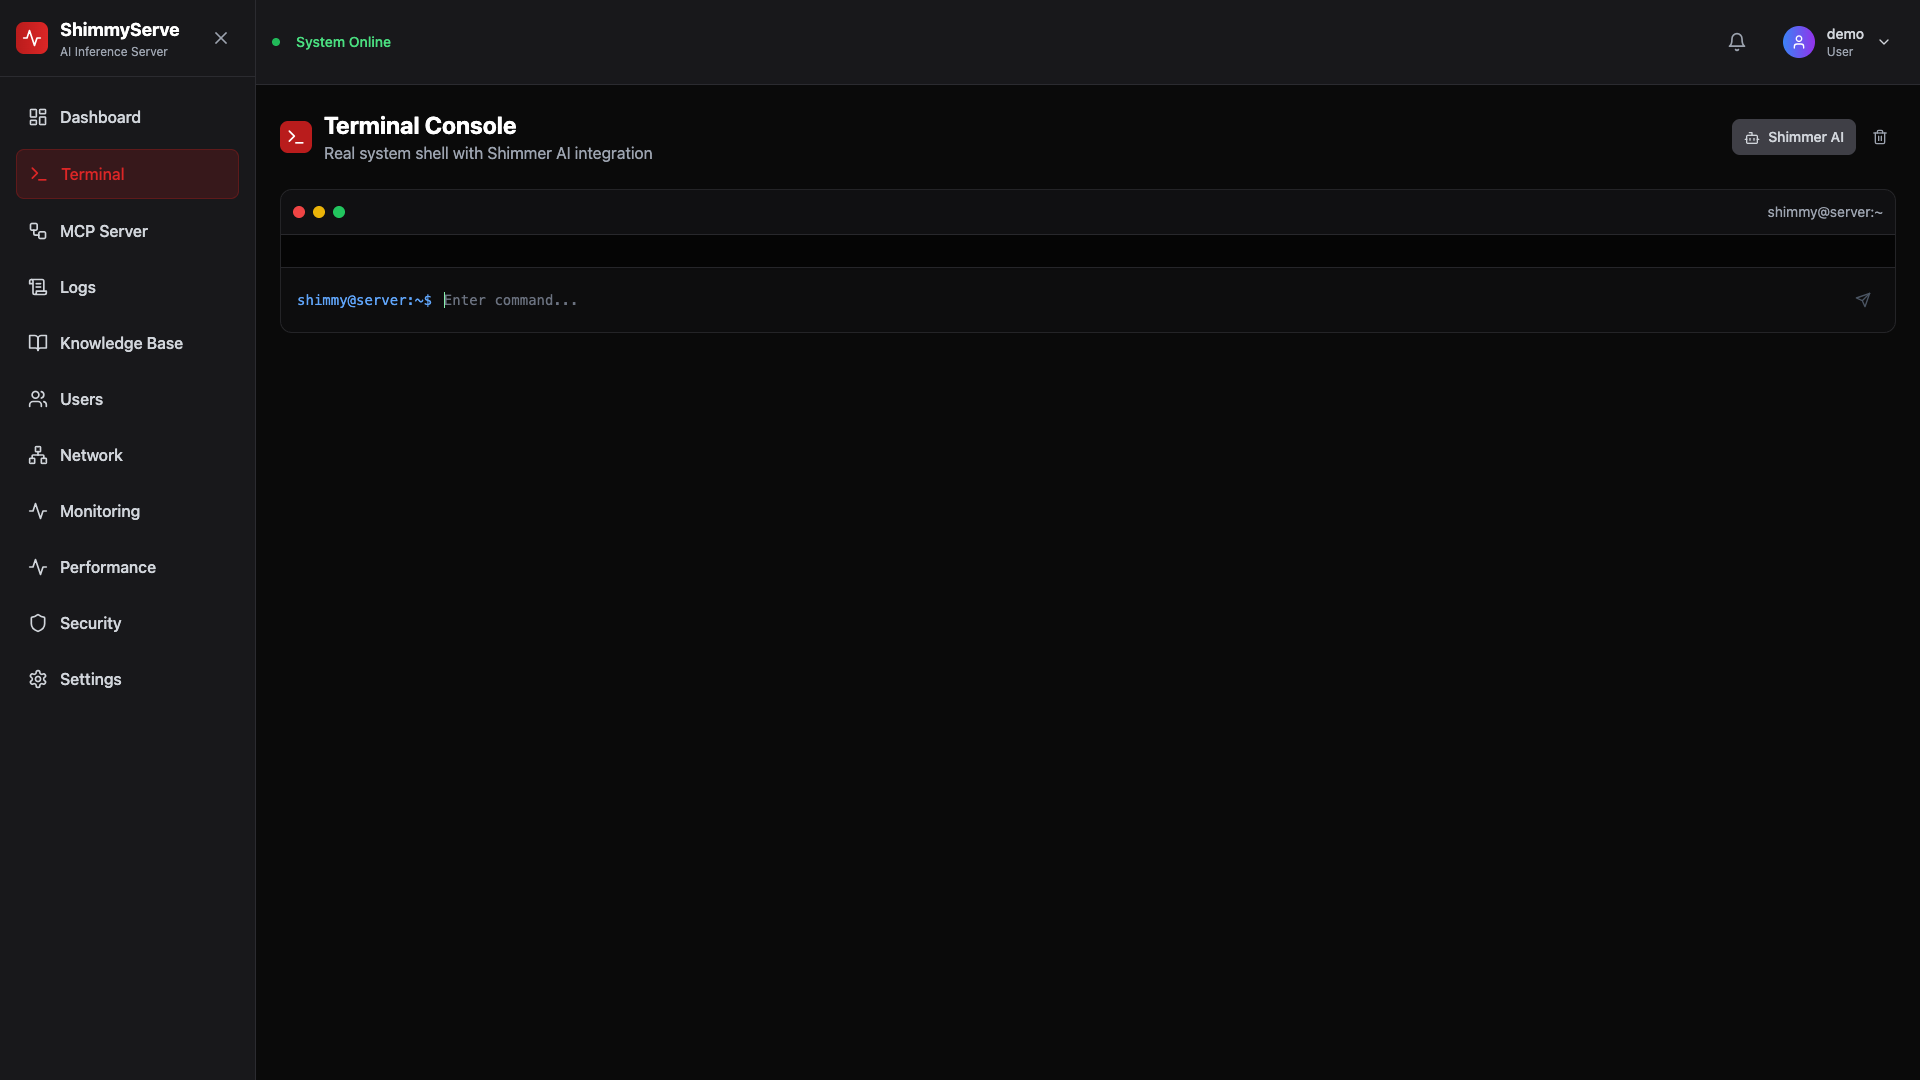 ShimmyServe
AI Inference Server
Dashboard
Terminal
MCP Server
Logs
Knowledge Base
Users
Network
Monitoring
Performance
Security
Settings
System Online
demo
User
Terminal Console
Real system shell with Shimmer AI integration
Shimmer AI
shimmy@server:~
shimmy@server:~$ Enter command...